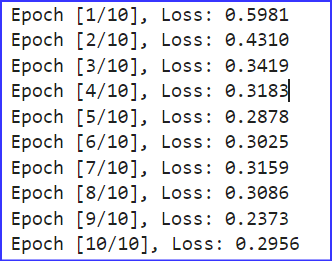 Epoch [1/10], Loss: 0.5981
Epoch [2/10], Loss: 0.4310
Epoch [3/10], Loss: 0.3419
Epoch [4/10], Loss: 0.3183
Epoch [5/10], Loss: 0.2878
Epoch [6/10], Loss: 0.3025
Epoch [7/10], Loss: 0.3159
Epoch [8/10], Loss: 0.3086
Epoch [9/10], Loss: 0.2373
Epoch [10/10], Loss: 0.2956